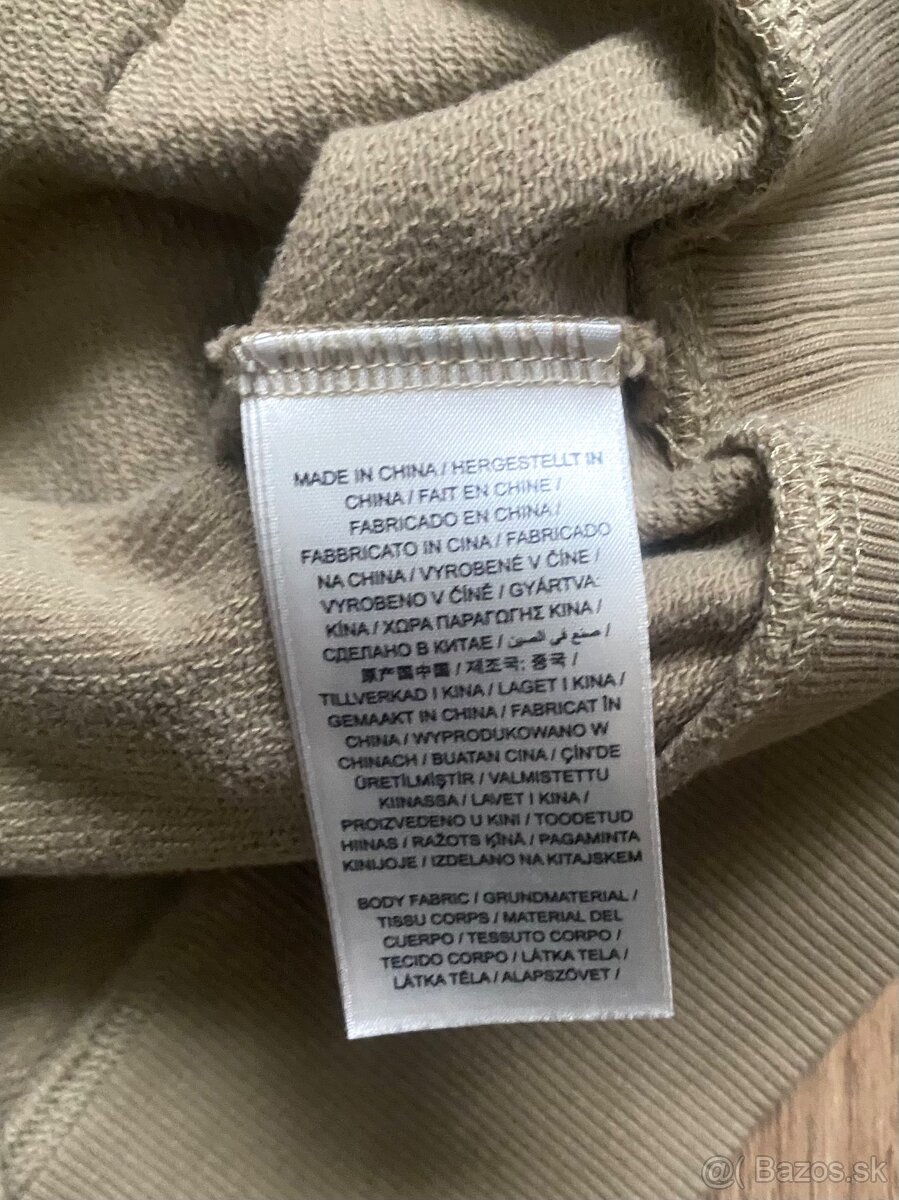 MADE IN CHINA / HERGESTELLT IN
CHINA / FAIT EN CHINE /
FABRICADO EN CHINA /
FABBRICATO IN CINA / FABRICADO
NA CHINA / VYROBENÉ V ČÍNE /
VYROBENO V ČÍNĚ / GYÁRTVA:
KÍNA / ΧΩΡΑ ΠΑΡΑΓΩΓΗΣ ΚΙΝΑ /
СДЕЛАНО В КИТАЕ / صنع في الصين /
原产国中国 / 제조국: 중국 /
TILLVERKAD I KINA / LAGET I KINA /
GEMAAKT IN CHINA / FABRICAT ÎN
CHINA / WYPRODUKOWANO W
CHINACH / BUATAN CINA / ÇİN'DE
ÜRETİLMİŞTİR / VALMISTETTU
KIINASSA / LAVET I KINA /
PROIZVEDENO U KINI / TOODETUD
HIINAS / RAŽOTS ĶĪNĀ / PAGAMINTA
KINIJOJE / IZDELANO NA KITAJSKEM
BODY FABRIC / GRUNDMATERIAL /
TISSU CORPS / MATERIAL DEL
CUERPO / TESSUTO CORPO /
TECIDO CORPO / LÁTKA TELA /
LÁTKA TĚLA / ALAPSZÖVET /
@( Bazos.sk